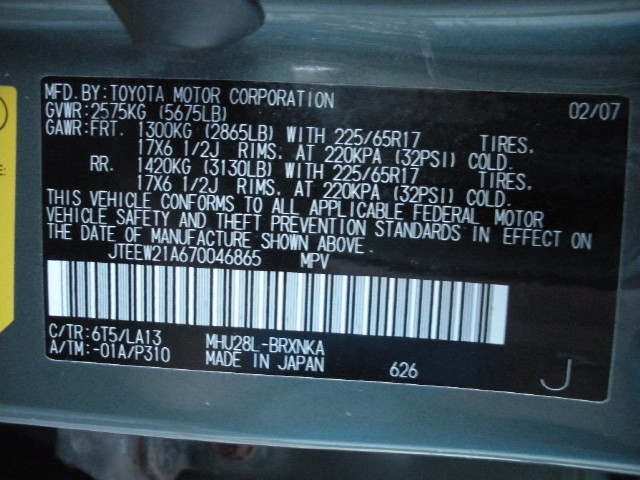 MFD.BY:TOYOTA MOTOR CORPORATION 02/07
GVWR:2575KG (5675LB)
GAWR:FRT. 1300KG (2865LB) WITH 225/65R17 TIRES.
17X6 1/2J RIMS. AT 220KPA (32PSI) COLD.
RR. 1420KG (3130LB) WITH 225/65R17 TIRES.
17X6 1/2J RIMS. AT 220KPA (32PSI) COLD.
THIS VEHICLE CONFORMS TO ALL APPLICABLE FEDERAL MOTOR
VEHICLE SAFETY AND THEFT PREVENTION STANDARDS IN EFFECT ON
THE DATE OF MANUFACTURE SHOWN ABOVE.
JTEEW21A670046865 MPV
C/TR:6T5/LA13 MHU28L-BRXNKA
A/TM:-01A/P310 MADE IN JAPAN 626
J